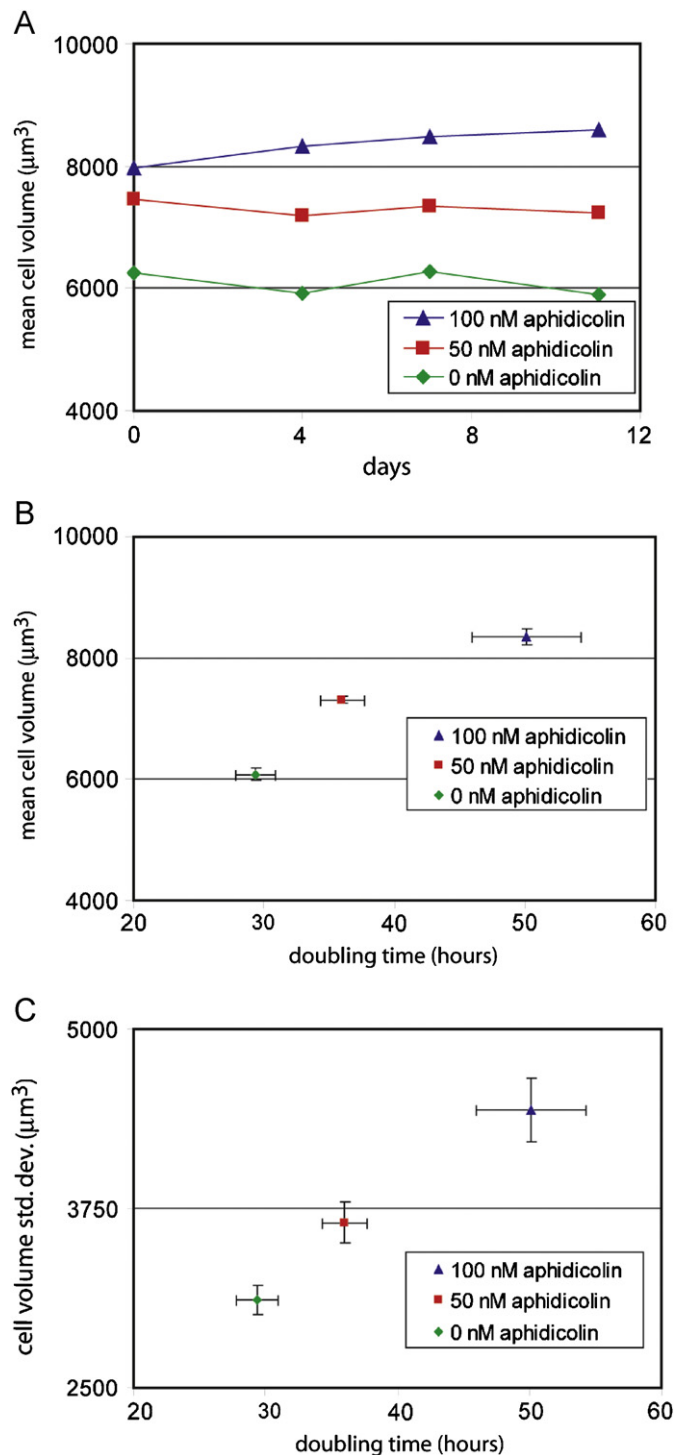 A
10000
8000
6000
4000
mean cell volume (μm³)
100 nM aphidicolin
50 nM aphidicolin
0 nM aphidicolin
0
4
8
12
days
B
10000
8000
6000
4000
mean cell volume (μm³)
100 nM aphidicolin
50 nM aphidicolin
0 nM aphidicolin
20
30
40
50
60
doubling time (hours)
C
5000
3750
2500
cell volume std. dev. (μm³)
100 nM aphidicolin
50 nM aphidicolin
0 nM aphidicolin
20
30
40
50
60
doubling time (hours)